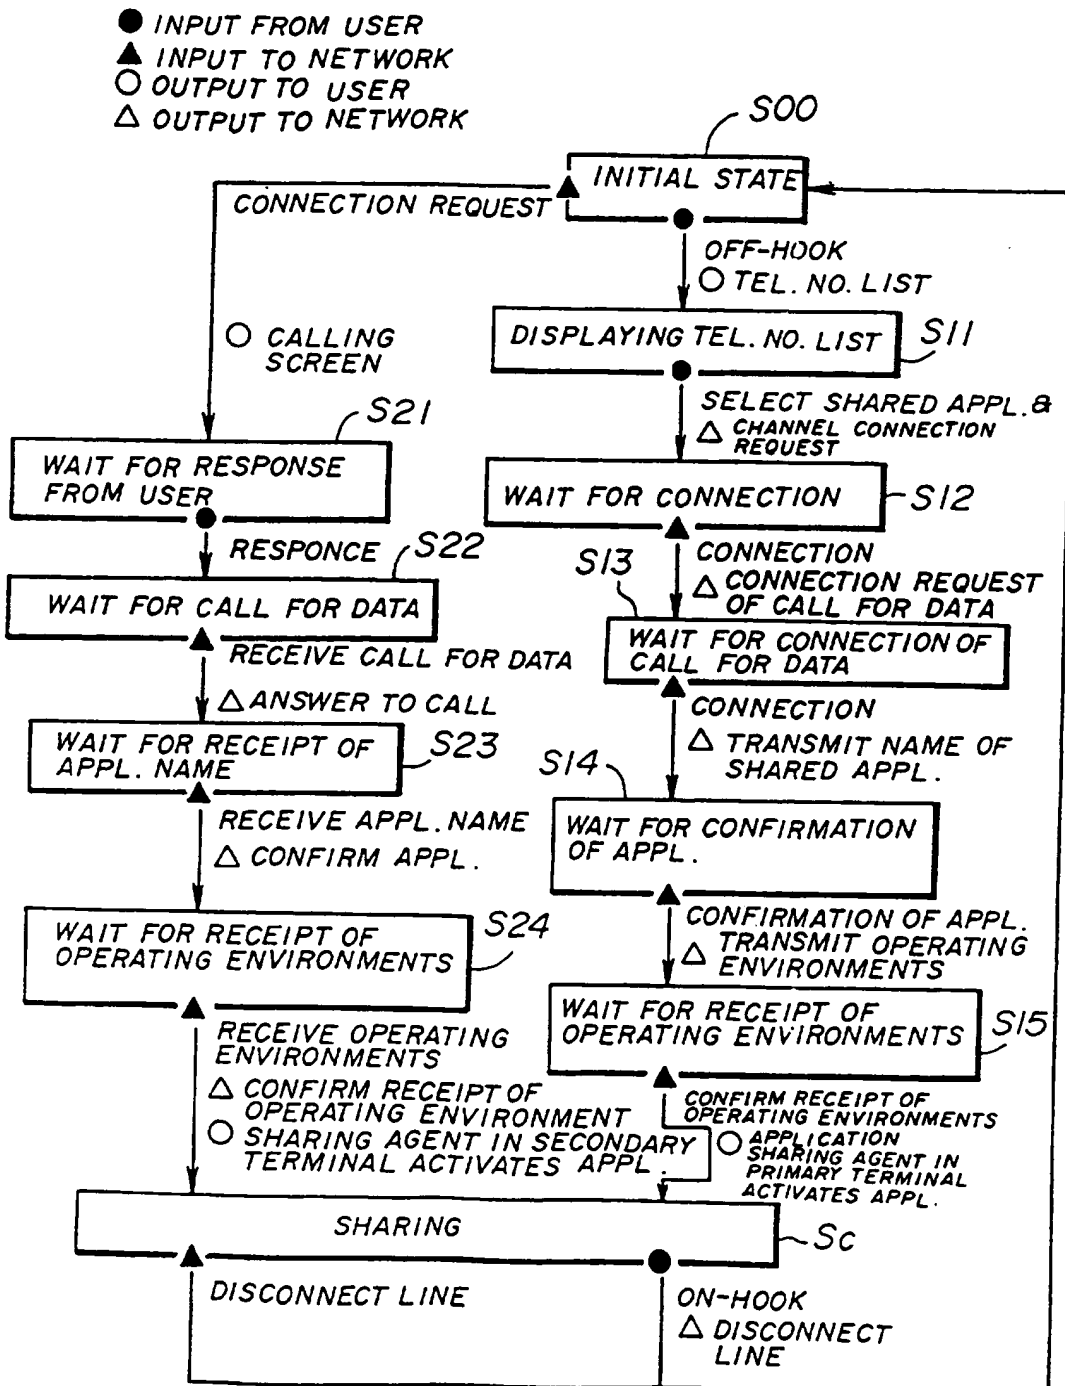 ● INPUT FROM USER
▲ INPUT TO NETWORK
○ OUTPUT TO USER
△ OUTPUT TO NETWORK
S00
INITIAL STATE
CONNECTION REQUEST
OFF-HOOK
○ TEL. NO. LIST
○ CALLING
SCREEN
DISPLAYING TEL. NO. LIST
S11
SELECT SHARED APPL. &
△ CHANNEL CONNECTION
REQUEST
S21
WAIT FOR RESPONSE
FROM USER
WAIT FOR CONNECTION
S12
RESPONCE
S22
CONNECTION
△ CONNECTION REQUEST
OF CALL FOR DATA
S13
WAIT FOR CALL FOR DATA
WAIT FOR CONNECTION OF
CALL FOR DATA
RECEIVE CALL FOR DATA
△ ANSWER TO CALL
CONNECTION
△ TRANSMIT NAME OF
SHARED APPL.
WAIT FOR RECEIPT OF
APPL. NAME
S23
S14
RECEIVE APPL. NAME
△ CONFIRM APPL.
WAIT FOR CONFIRMATION
OF APPL.
S24
WAIT FOR RECEIPT OF
OPERATING ENVIRONMENTS
CONFIRMATION OF APPL.
△ TRANSMIT OPERATING
ENVIRONMENTS
WAIT FOR RECEIPT OF
OPERATING ENVIRONMENTS
S15
RECEIVE OPERATING
ENVIRONMENTS
△ CONFIRM RECEIPT OF
OPERATING ENVIRONMENT
○ SHARING AGENT IN SECONDARY
TERMINAL ACTIVATES APPL.
CONFIRM RECEIPT OF
OPERATING ENVIRONMENTS
○ APPLICATION
SHARING AGENT IN
PRIMARY TERMINAL
ACTIVATES APPL.
SHARING
Sc
DISCONNECT LINE
ON-HOOK
△ DISCONNECT
LINE